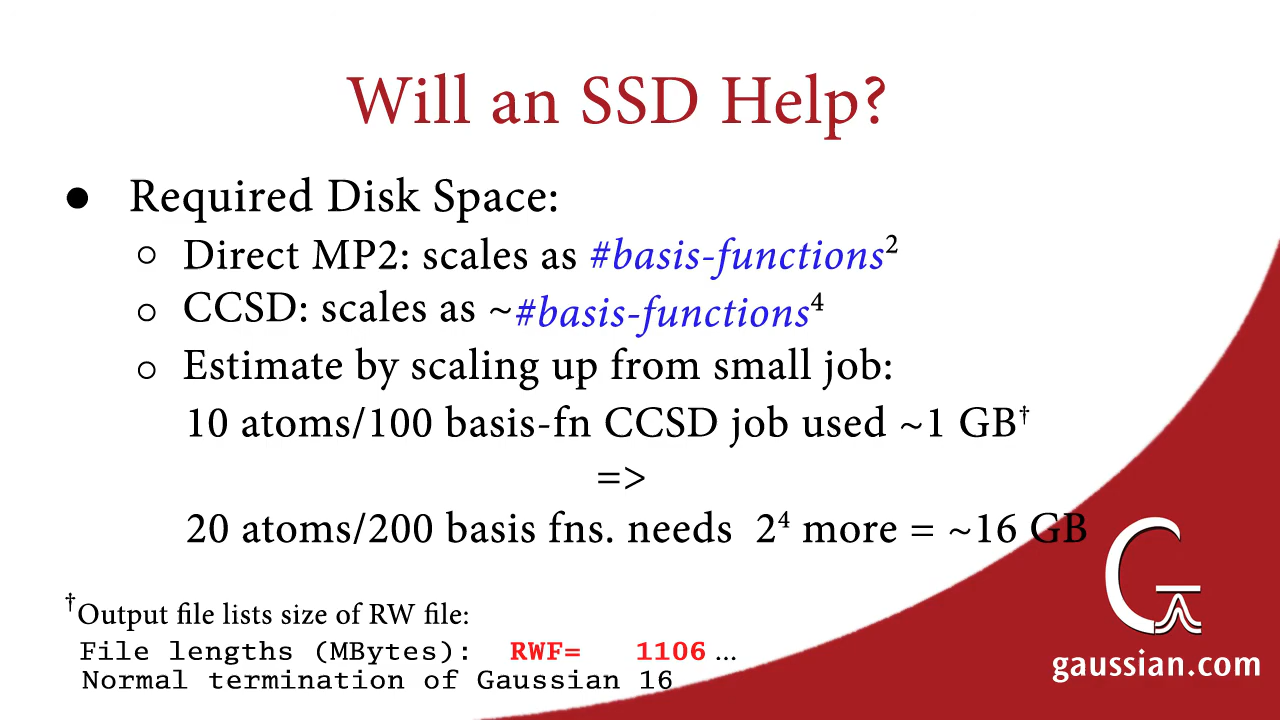 Will an SSD Help?
● Required Disk Space:
○ Direct MP2: scales as #basis-functions²
○ CCSD: scales as ~#basis-functions⁴
○ Estimate by scaling up from small job:
10 atoms/100 basis-fn CCSD job used ~1 GB†
=>
20 atoms/200 basis fns. needs 2⁴ more = ~16 GB
†Output file lists size of RW file:
File lengths (MBytes): RWF= 1106 ...
Normal termination of Gaussian 16
G
gaussian.com